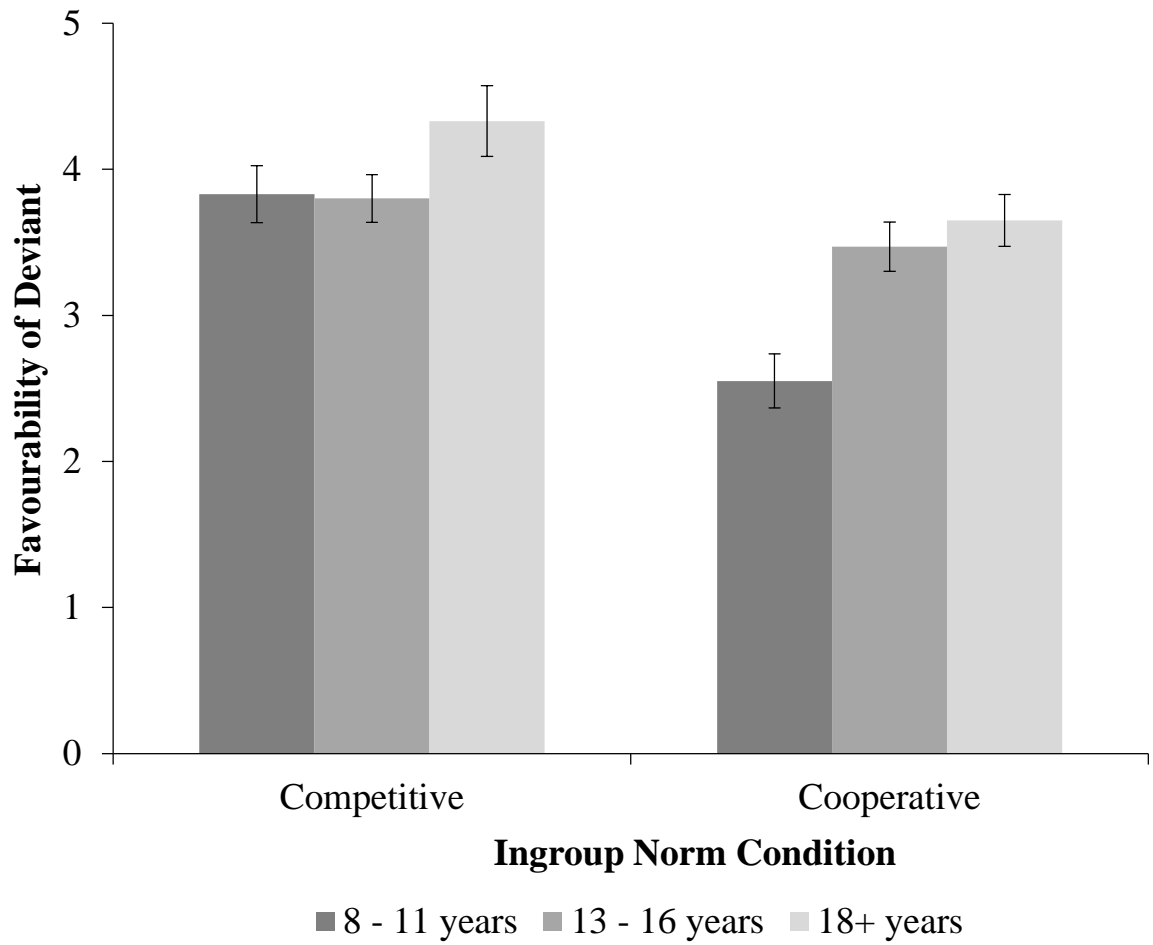 5
4
3
2
1
0
Favourability of Deviant
Competitive
Cooperative
Ingroup Norm Condition
8 - 11 years 13 - 16 years 18+ years